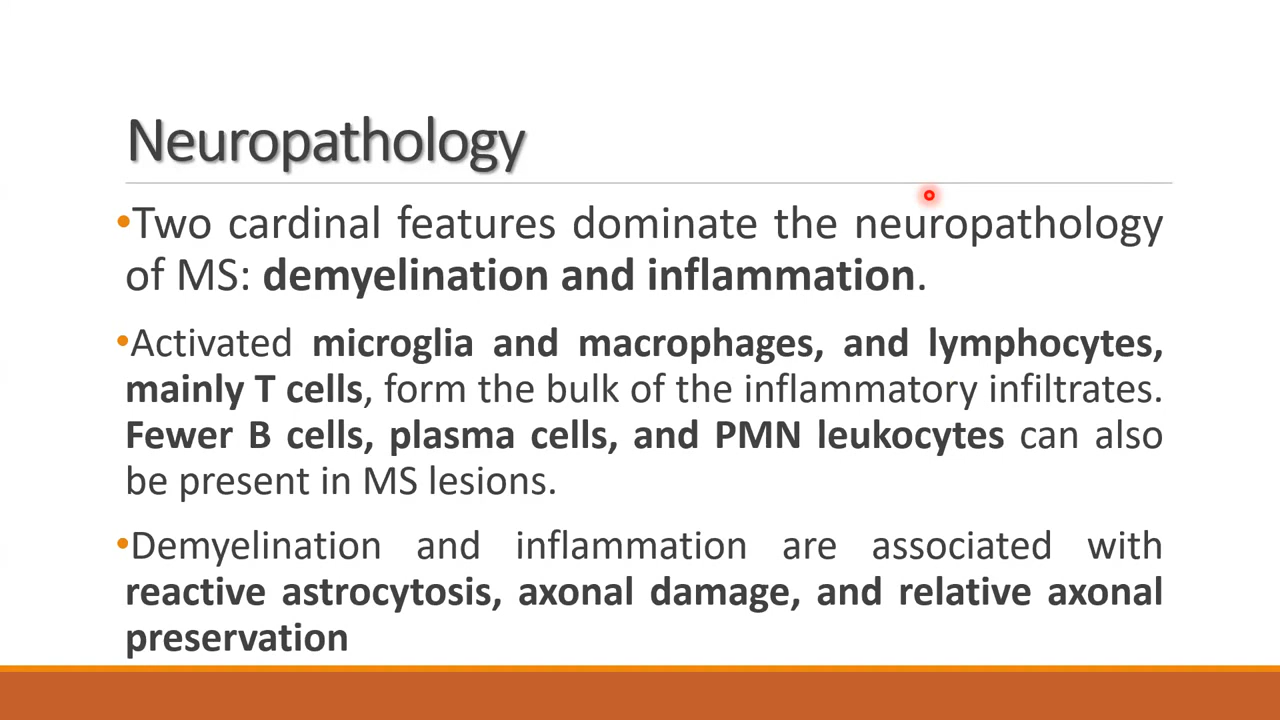 Neuropathology
•Two cardinal features dominate the neuropathology
of MS: demyelination and inflammation.
•Activated microglia and macrophages, and lymphocytes,
mainly T cells, form the bulk of the inflammatory infiltrates.
Fewer B cells, plasma cells, and PMN leukocytes can also
be present in MS lesions.
•Demyelination and inflammation are associated with
reactive astrocytosis, axonal damage, and relative axonal
preservation